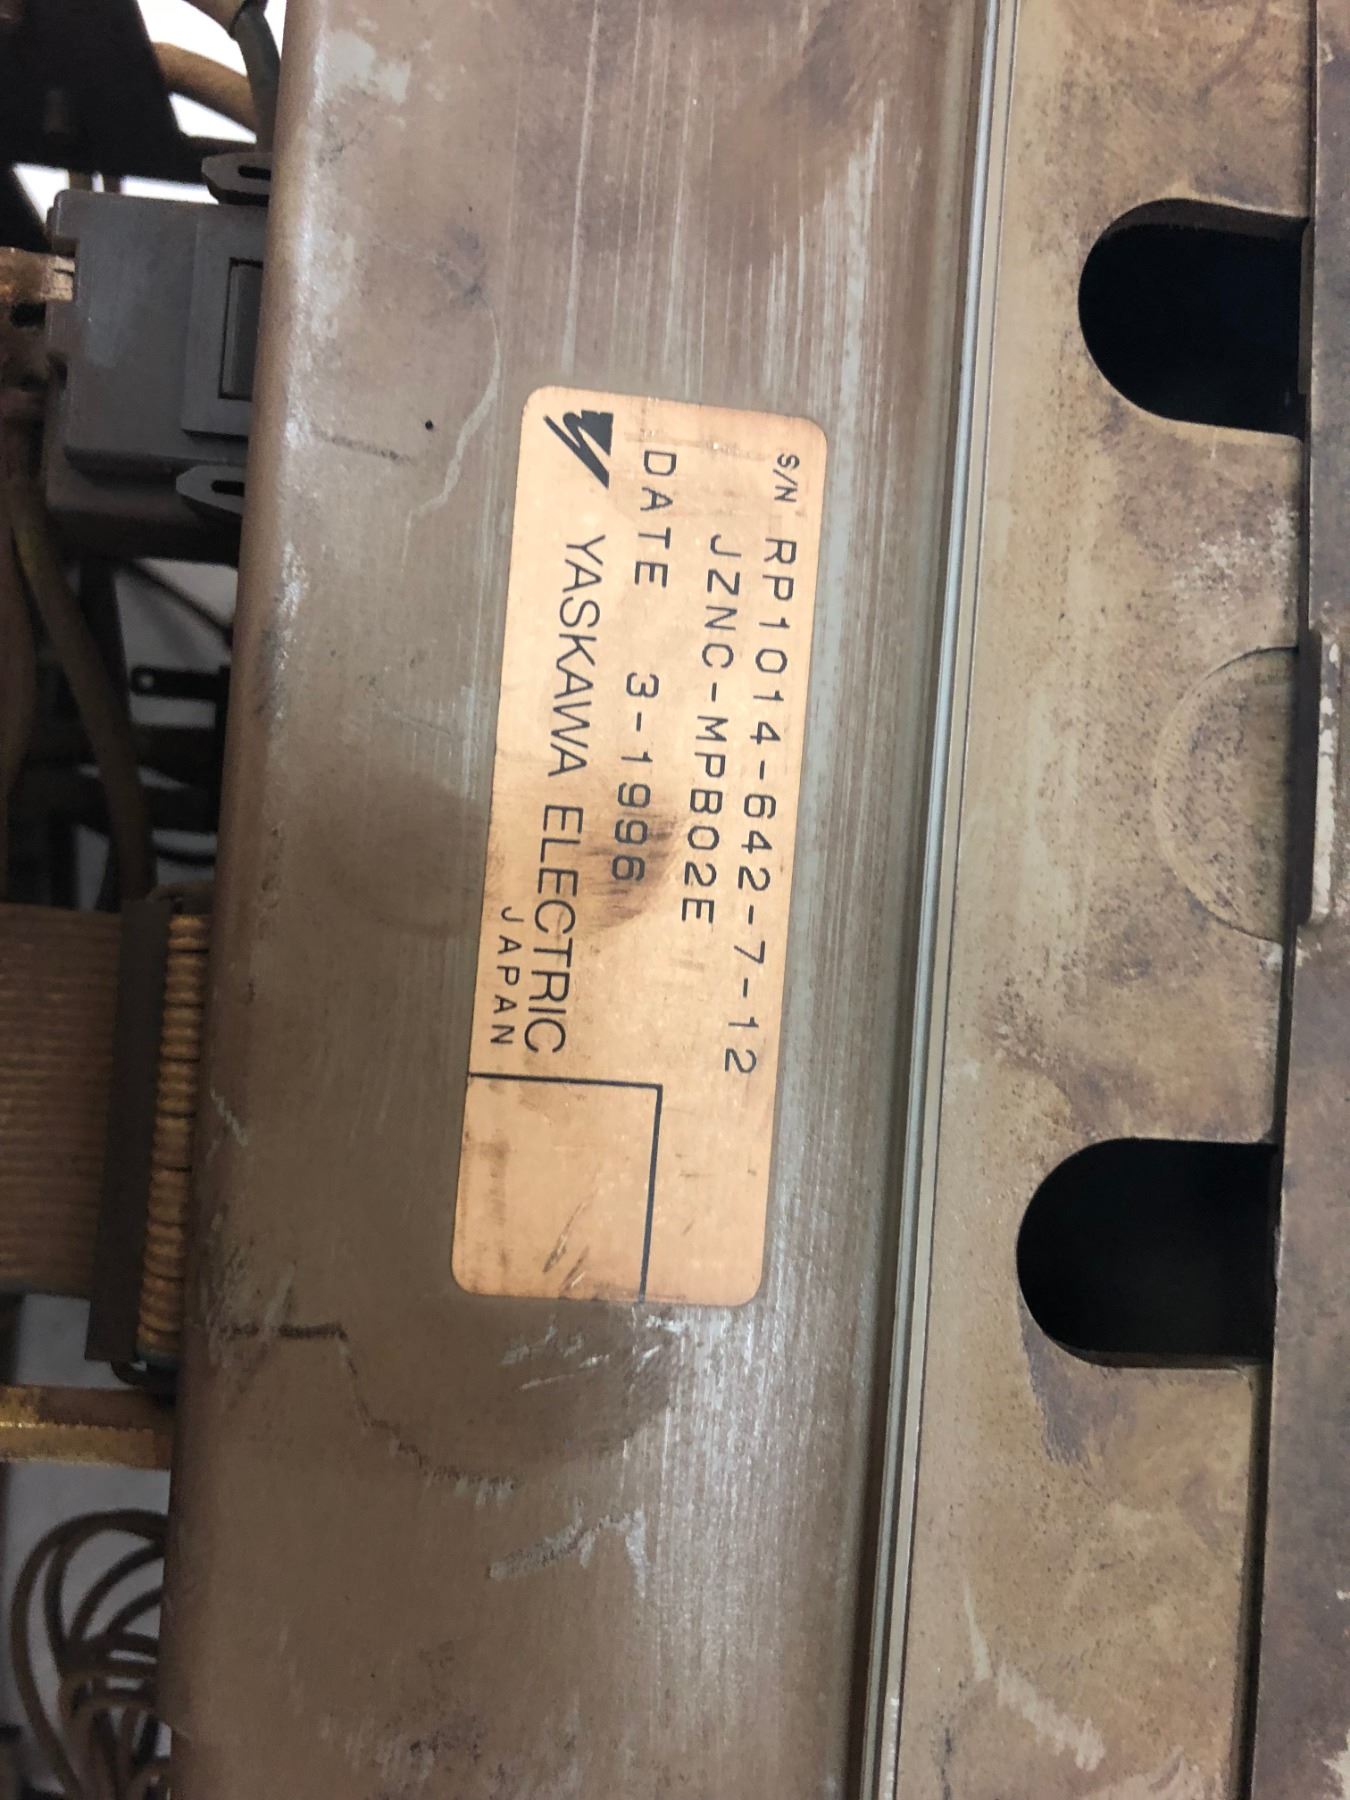 S/N RP1014-642-7-12
JZNC-MPB02E
DATE 3-1996
YASKAWA ELECTRIC
JAPAN